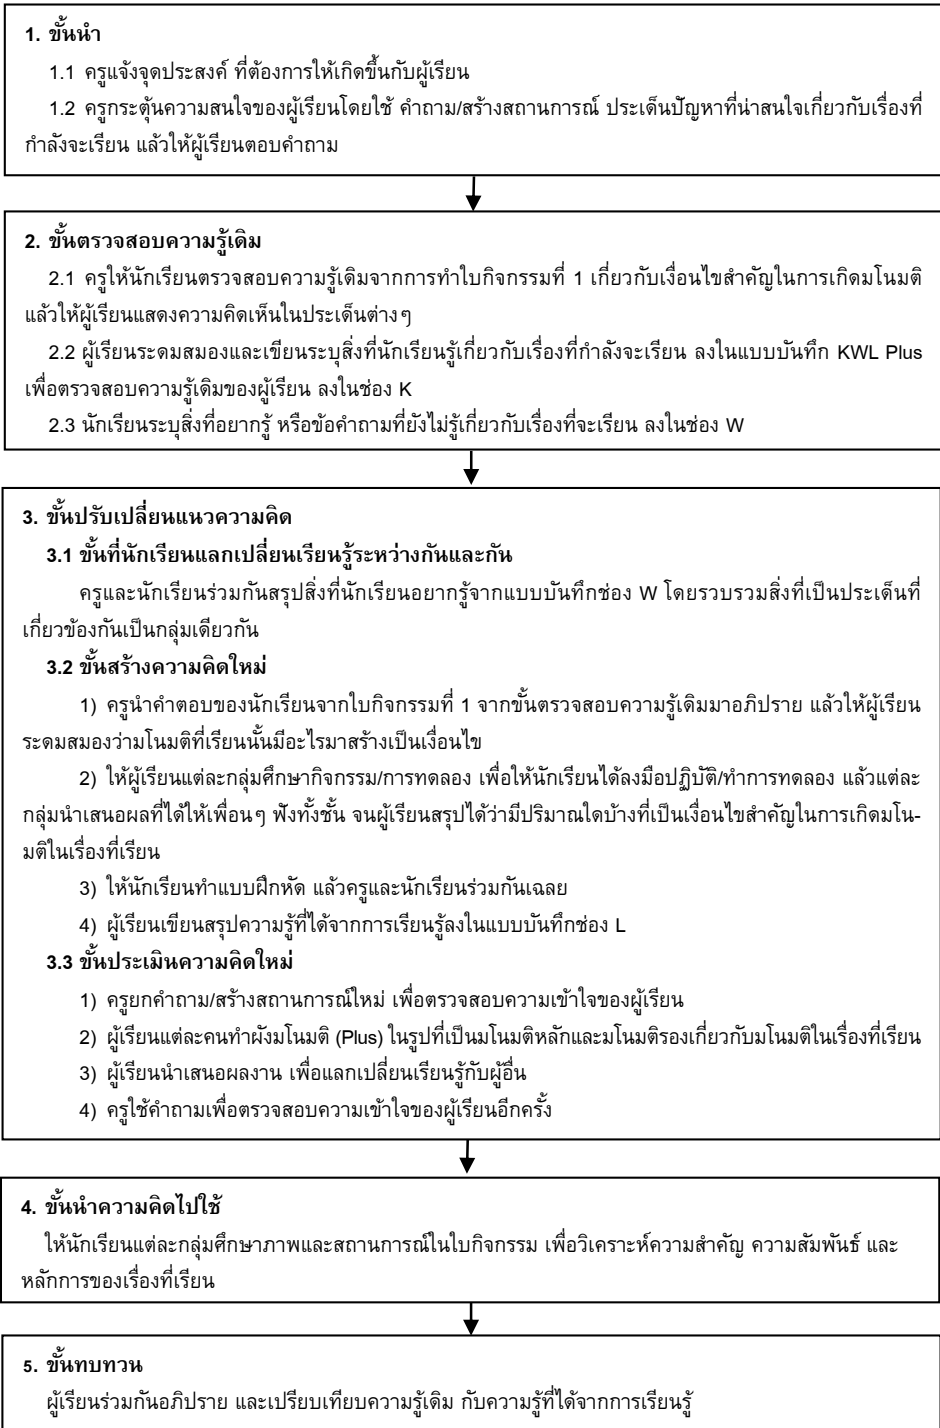 1. ขั้นนำ
1.1 ครูแจ้งจุดประสงค์ ที่ต้องการให้เกิดขึ้นกับผู้เรียน
1.2 ครูกระตุ้นความสนใจของผู้เรียนโดยใช้ คำถาม/สร้างสถานการณ์ ประเด็นปัญหาที่น่าสนใจเกี่ยวกับเรื่องที่
กำลังจะเรียน แล้วให้ผู้เรียนตอบคำถาม
2. ขั้นตรวจสอบความรู้เดิม
2.1 ครูให้นักเรียนตรวจสอบความรู้เดิมจากการทำใบกิจกรรมที่ 1 เกี่ยวกับเงื่อนไขสำคัญในการเกิดมโนมติ
แล้วให้ผู้เรียนแสดงความคิดเห็นในประเด็นต่างๆ
2.2 ผู้เรียนระดมสมองและเขียนระบุสิ่งที่นักเรียนรู้เกี่ยวกับเรื่องที่กำลังจะเรียน ลงในแบบบันทึก KWL Plus
เพื่อตรวจสอบความรู้เดิมของผู้เรียน ลงในช่อง K
2.3 นักเรียนระบุสิ่งที่อยากรู้ หรือข้อคำถามที่ยังไม่รู้เกี่ยวกับเรื่องที่จะเรียน ลงในช่อง W
3. ขั้นปรับเปลี่ยนแนวความคิด
3.1 ขั้นที่นักเรียนแลกเปลี่ยนเรียนรู้ระหว่างกันและกัน
ครูและนักเรียนร่วมกันสรุปสิ่งที่นักเรียนอยากรู้จากแบบบันทึกช่อง W โดยรวบรวมสิ่งที่เป็นประเด็นที่
เกี่ยวข้องกันเป็นกลุ่มเดียวกัน
3.2 ขั้นสร้างความคิดใหม่
1) ครูนำคำตอบของนักเรียนจากใบกิจกรรมที่ 1 จากขั้นตรวจสอบความรู้เดิมมาอภิปราย แล้วให้ผู้เรียน
ระดมสมองว่ามโนมติที่เรียนนั้นมีอะไรมาสร้างเป็นเงื่อนไข
2) ให้ผู้เรียนแต่ละกลุ่มศึกษากิจกรรม/การทดลอง เพื่อให้นักเรียนได้ลงมือปฏิบัติ/ทำการทดลอง แล้วแต่ละ
กลุ่มนำเสนอผลที่ได้ให้เพื่อนๆ ฟังทั้งชั้น จนผู้เรียนสรุปได้ว่ามีปริมาณใดบ้างที่เป็นเงื่อนไขสำคัญในการเกิดมโน-
มติในเรื่องที่เรียน
3) ให้นักเรียนทำแบบฝึกหัด แล้วครูและนักเรียนร่วมกันเฉลย
4) ผู้เรียนเขียนสรุปความรู้ที่ได้จากการเรียนรู้ลงในแบบบันทึกช่อง L
3.3 ขั้นประเมินความคิดใหม่
1) ครูยกคำถาม/สร้างสถานการณ์ใหม่ เพื่อตรวจสอบความเข้าใจของผู้เรียน
2) ผู้เรียนแต่ละคนทำผังมโนมติ (Plus) ในรูปที่เป็นมโนมติหลักและมโนมติรองเกี่ยวกับมโนมติในเรื่องที่เรียน
3) ผู้เรียนนำเสนอผลงาน เพื่อแลกเปลี่ยนเรียนรู้กับผู้อื่น
4) ครูใช้คำถามเพื่อตรวจสอบความเข้าใจของผู้เรียนอีกครั้ง
4. ขั้นนำความคิดไปใช้
ให้นักเรียนแต่ละกลุ่มศึกษาภาพและสถานการณ์ในใบกิจกรรม เพื่อวิเคราะห์ความสำคัญ ความสัมพันธ์ และ
หลักการของเรื่องที่เรียน
5. ขั้นทบทวน
ผู้เรียนร่วมกันอภิปราย และเปรียบเทียบความรู้เดิม กับความรู้ที่ได้จากการเรียนรู้